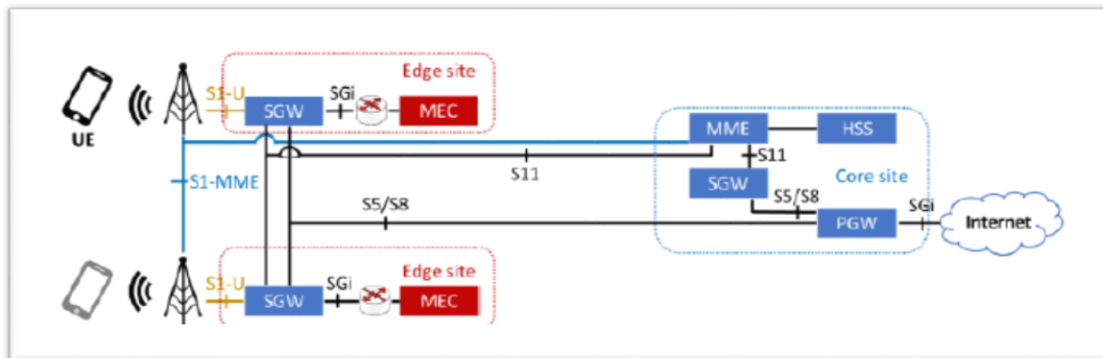 Edge site
S1-U
SGi
SGW
MEC
UE
MME
HSS
S11
S11
S1-MME
SGW
Core site
S5/S8
S5/S8
SGi
PGW
Internet
Edge site
S1-U
SGi
SGW
MEC